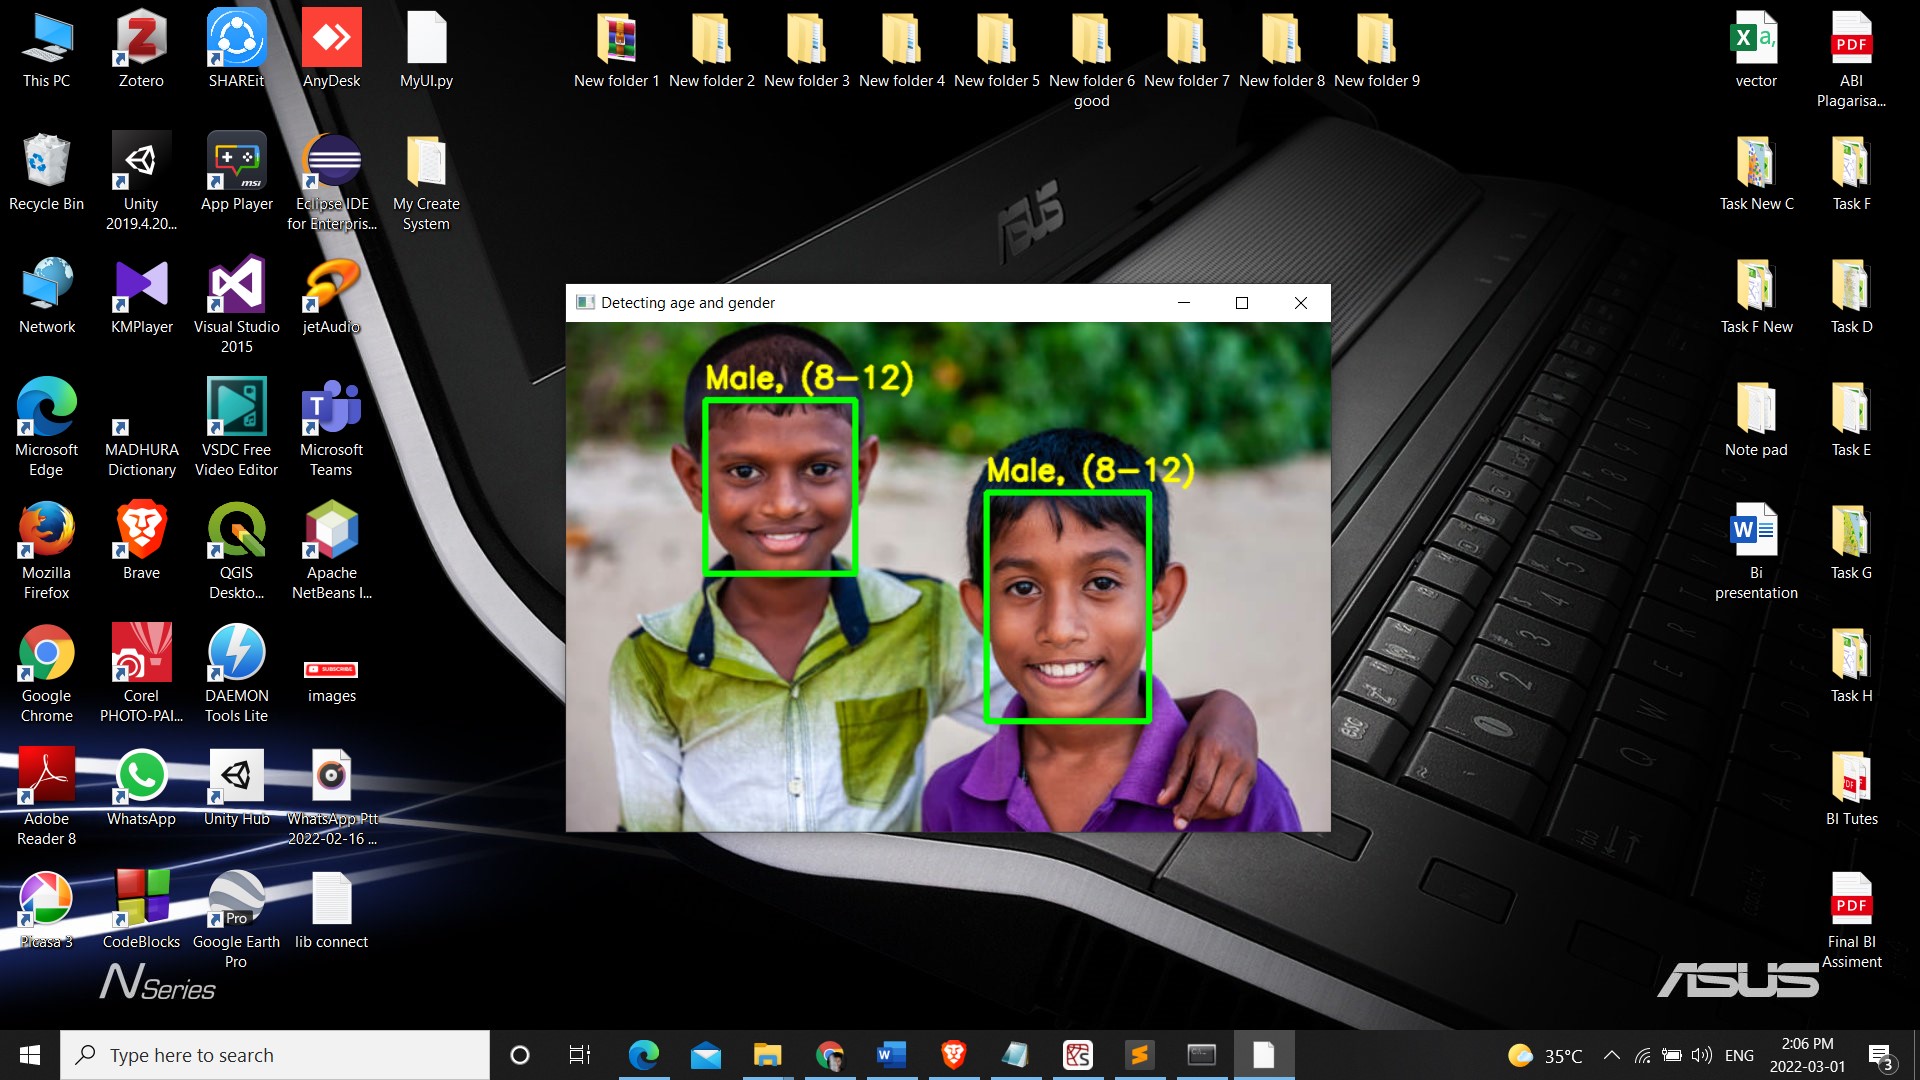 This PC
Zotero
SHAREit
AnyDesk
MyUI.py
New folder 1
New folder 2
New folder 3
New folder 4
New folder 5
New folder 6
good
New folder 7
New folder 8
New folder 9
vector
ABI
Plagarisa...
Recycle Bin
Unity
2019.4.20...
App Player
Eclipse IDE
for Enterpris...
My Create
System
Task New C
Task F
ASUS
Network
KMPlayer
Visual Studio
2015
jetAudio
Detecting age and gender
Task F New
Task D
Male, (8-12)
Male, (8-12)
Microsoft
Edge
MADHURA
Dictionary
VSDC Free
Video Editor
Microsoft
Teams
Note pad
Task E
Mozilla
Firefox
Brave
QGIS
Deskto...
Apache
NetBeans I...
Bi
presentation
Task G
Google
Chrome
Corel
PHOTO-PAI...
DAEMON
Tools Lite
SUBSCRIBE
images
Task H
Adobe
Reader 8
WhatsApp
Unity Hub
WhatsApp Ptt
2022-02-16 ...
BI Tutes
Picasa 3
CodeBlocks
Pro
Google Earth
Pro
lib connect
PDF
Final BI
Assiment
N Series
ASUS
Type here to search
35°C
ENG
2:06 PM
2022-03-01
3